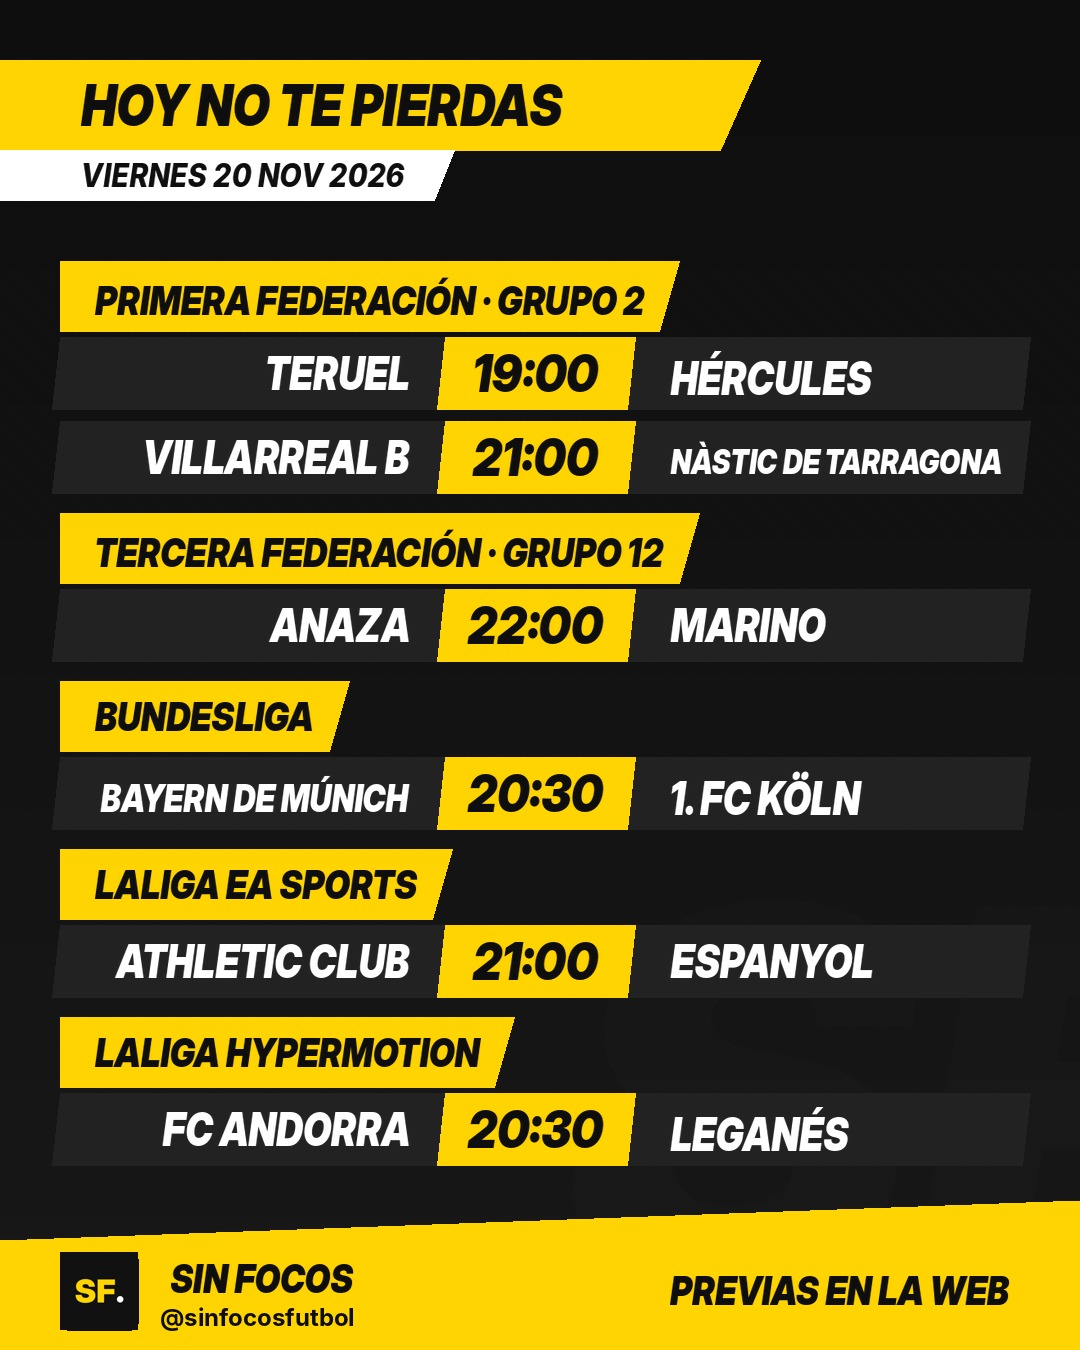 HOY NO TE PIERDAS
VIERNES 20 NOV 2026
PRIMERA FEDERACIÓN · GRUPO 2
TERUEL 19:00 HÉRCULES
VILLARREAL B 21:00 NÀSTIC DE TARRAGONA
TERCERA FEDERACIÓN · GRUPO 12
ANAZA 22:00 MARINO
BUNDESLIGA
BAYERN DE MÚNICH 20:30 1. FC KÖLN
LALIGA EA SPORTS
ATHLETIC CLUB 21:00 ESPANYOL
LALIGA HYPERMOTION
FC ANDORRA 20:30 LEGANÉS
SF.
SIN FOCOS
@sinfocosfutbol
PREVIAS EN LA WEB